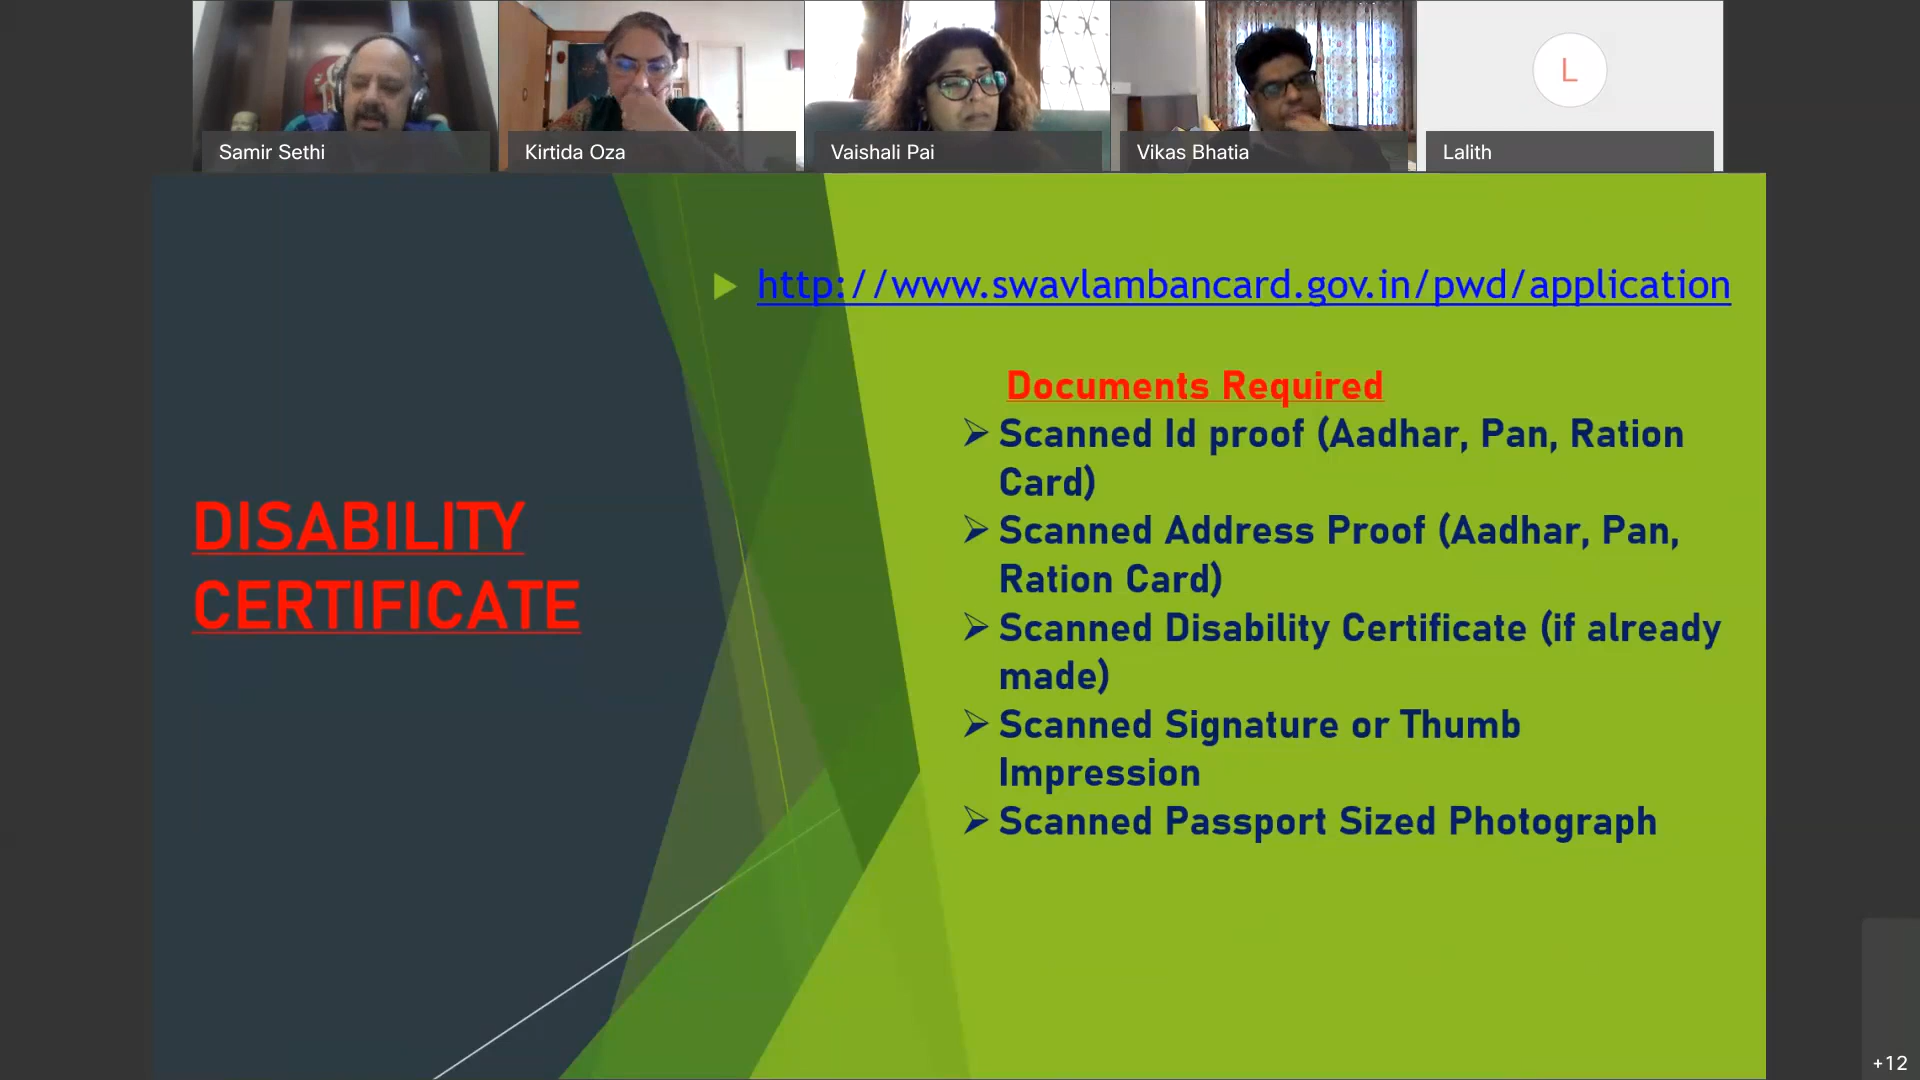 Samir Sethi
Kirtida Oza
Vaishali Pai
Vikas Bhatia
L
Lalith
http://www.swavlambancard.gov.in/pwd/application
DISABILITY
CERTIFICATE
Documents Required
➢ Scanned Id proof (Aadhar, Pan, Ration
Card)
➢ Scanned Address Proof (Aadhar, Pan,
Ration Card)
➢ Scanned Disability Certificate (if already
made)
➢ Scanned Signature or Thumb
Impression
➢ Scanned Passport Sized Photograph
+12